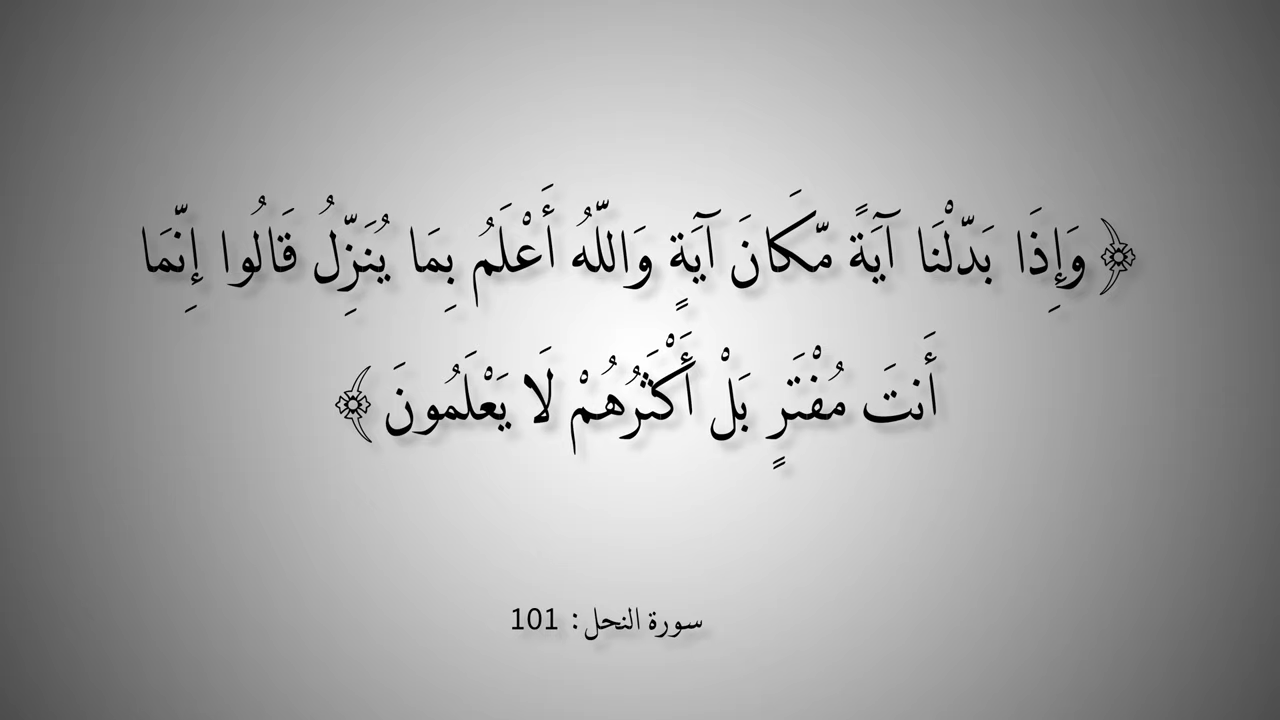 ﴿ وَإِذَا بَدَّلْنَا آيَةً مَّكَانَ آيَةٍ وَاللَّهُ أَعْلَمُ بِمَا يُنَزِّلُ قَالُوا إِنَّمَا
أَنتَ مُفْتَرٍ بَلْ أَكْثَرُهُمْ لَا يَعْلَمُونَ ﴾
سورة النحل: 101